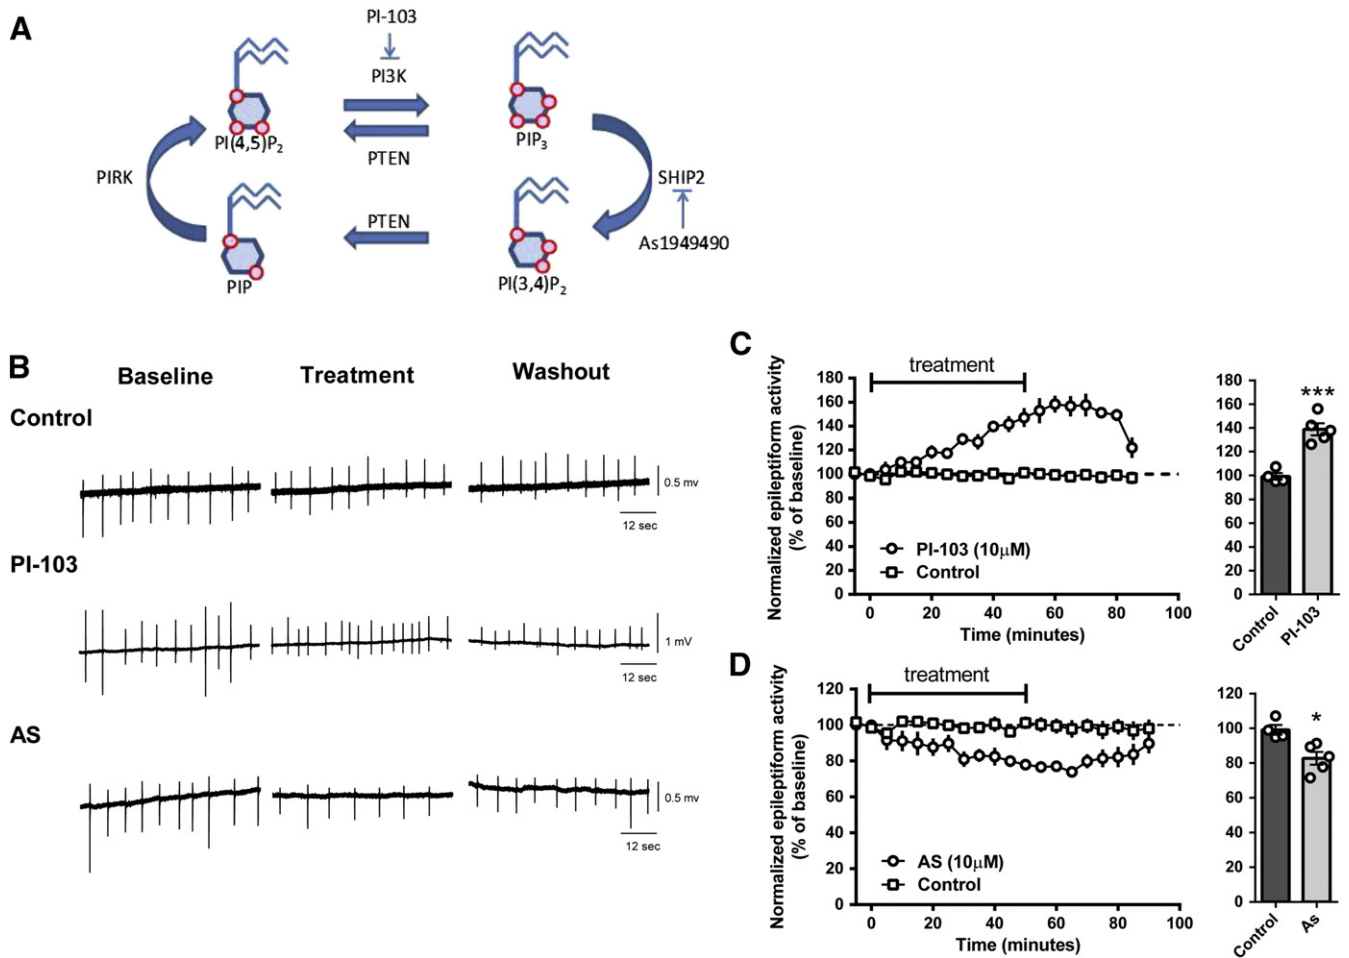 A
PI-103
PI3K
PI(4,5)P2
PIP3
PTEN
PIRK
SHIP2
PTEN
As1949490
PIP
PI(3,4)P2
B
Baseline
Treatment
Washout
Control
0.5 mv
12 sec
PI-103
1 mV
12 sec
AS
0.5 mv
12 sec
C
treatment
Normalized epileptiform activity
(% of baseline)
180
160
140
120
100
80
60
40
20
0
PI-103 (10µM)
Control
0 20 40 60 80 100
Time (minutes)
180
160
140
120
100
80
60
40
20
0
***
Control
PI-103
D
treatment
Normalized epileptiform activity
(% of baseline)
120
100
80
60
40
20
0
AS (10µM)
Control
0 20 40 60 80 100
Time (minutes)
120
100
80
60
40
20
0
*
Control
As